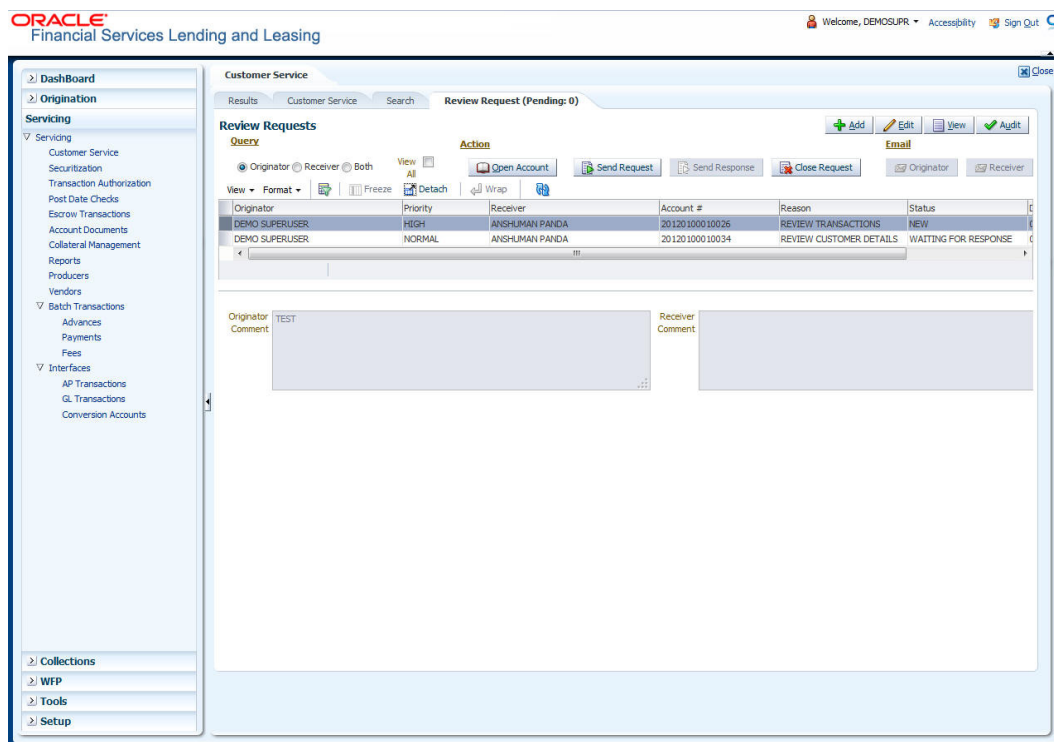 ORACLE
Financial Services Lending and Leasing
Welcome, DEMOSUPR
Accessibility
Sign Out
Close
DashBoard
Origination
Servicing
Servicing
Customer Service
Securitization
Transaction Authorization
Post Date Checks
Escrow Transactions
Account Documents
Collateral Management
Reports
Producers
Vendors
Batch Transactions
Advances
Payments
Fees
Interfaces
AP Transactions
GL Transactions
Conversion Accounts
Collections
WFP
Tools
Setup
Customer Service
Results Customer Service Search Review Request (Pending: 0)
Review Requests
Add Edit View Audit
Query Action Email
Originator Receiver Both View All
Open Account Send Request Send Response Close Request Originator Receiver
View Format Freeze Detach Wrap
Originator Priority Receiver Account # Reason Status
DEMO SUPERUSER HIGH ANSHUMAN PANDA 20120100010026 REVIEW TRANSACTIONS NEW
DEMO SUPERUSER NORMAL ANSHUMAN PANDA 20120100010034 REVIEW CUSTOMER DETAILS WAITING FOR RESPONSE
Originator Comment
TEST
Receiver Comment